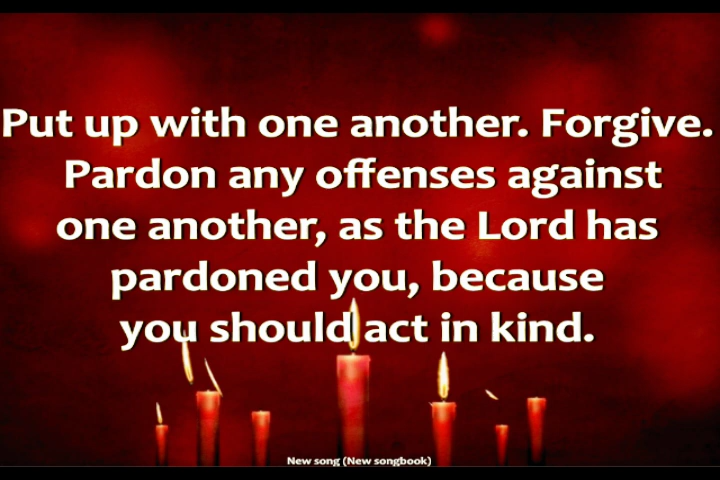 Put up with one another. Forgive.
Pardon any offenses against
one another, as the Lord has
pardoned you, because
you should act in kind.
New song (New songbook)